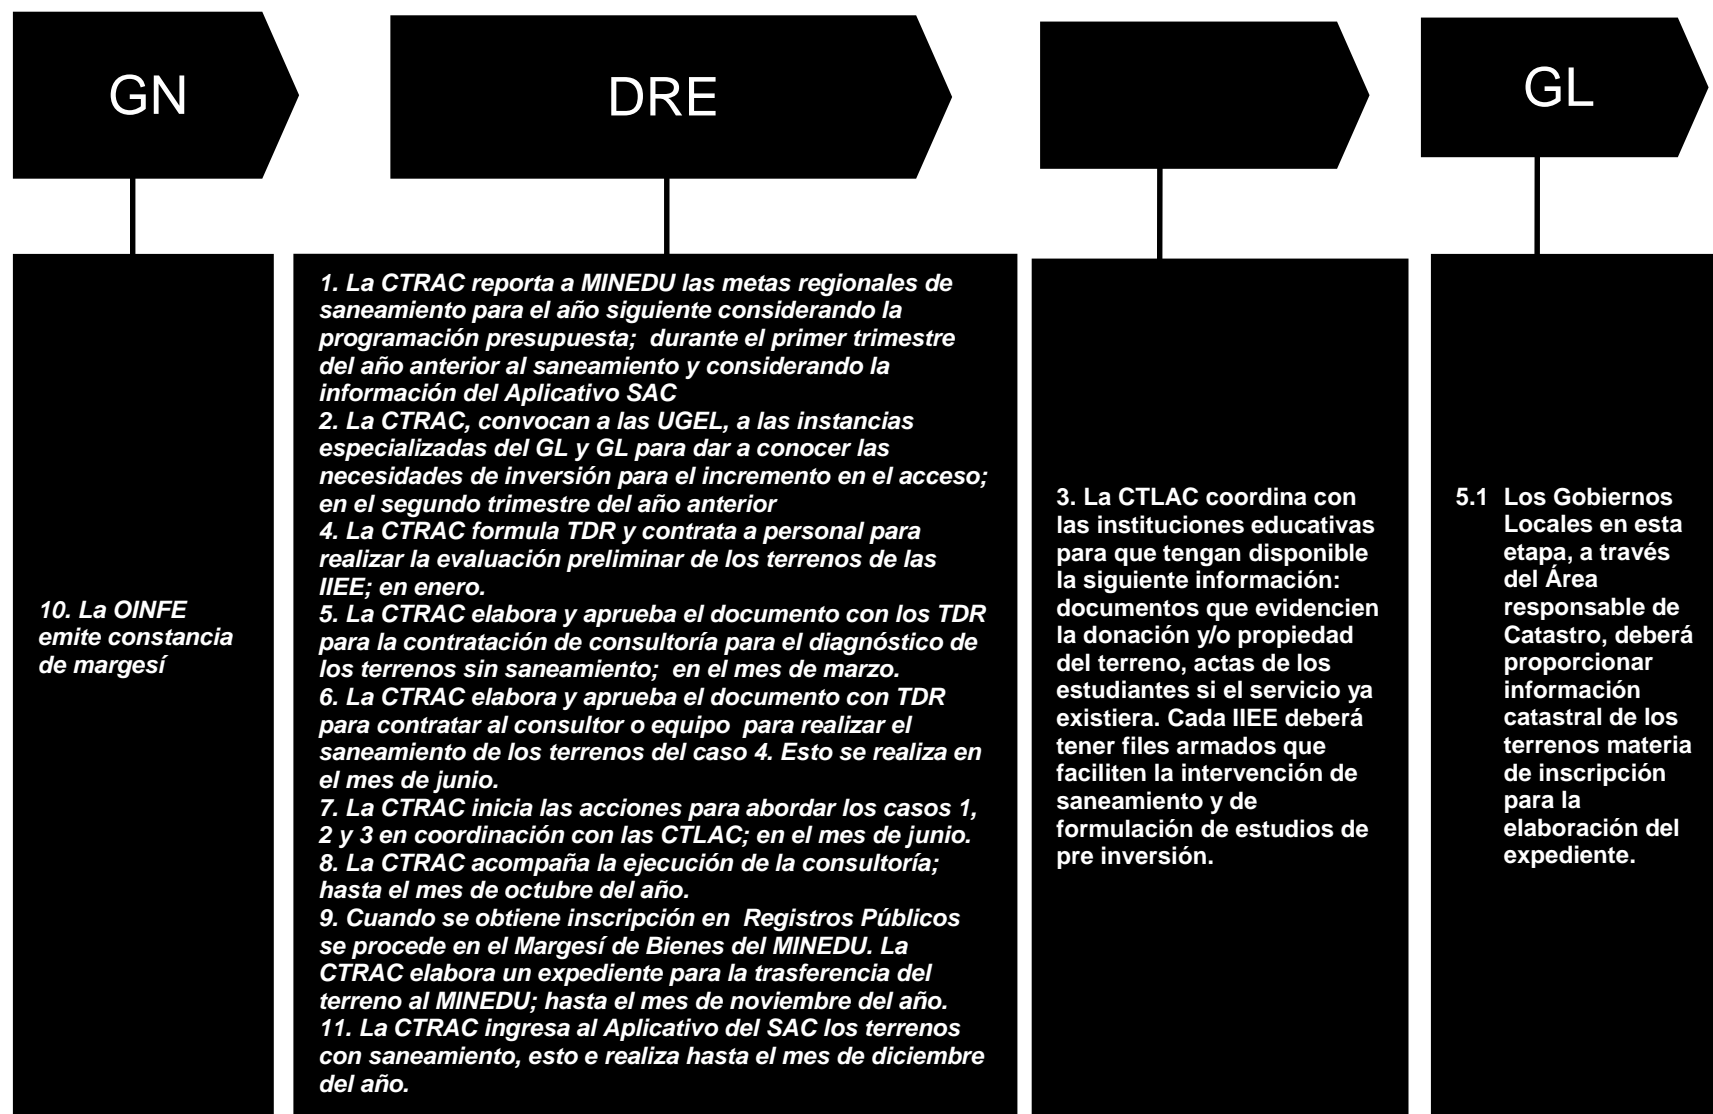 GN
DRE
GL
10. La OINFE
emite constancia
de margesí
1. La CTRAC reporta a MINEDU las metas regionales de
saneamiento para el año siguiente considerando la
programación presupuesta;  durante el primer trimestre
del año anterior al saneamiento y considerando la
información del Aplicativo SAC
2. La CTRAC, convocan a las UGEL, a las instancias
especializadas del GL y GL para dar a conocer las
necesidades de inversión para el incremento en el acceso;
en el segundo trimestre del año anterior
4. La CTRAC formula TDR y contrata a personal para
realizar la evaluación preliminar de los terrenos de las
IIEE; en enero.
5. La CTRAC elabora y aprueba el documento con los TDR
para la contratación de consultoría para el diagnóstico de
los terrenos sin saneamiento;  en el mes de marzo.
6. La CTRAC elabora y aprueba el documento con TDR
para contratar al consultor o equipo  para realizar el
saneamiento de los terrenos del caso 4. Esto se realiza en
el mes de junio.
7. La CTRAC inicia las acciones para abordar los casos 1,
2 y 3 en coordinación con las CTLAC; en el mes de junio.
8. La CTRAC acompaña la ejecución de la consultoría;
hasta el mes de octubre del año.
9. Cuando se obtiene inscripción en  Registros Públicos
se procede en el Margesí de Bienes del MINEDU. La
CTRAC elabora un expediente para la trasferencia del
terreno al MINEDU; hasta el mes de noviembre del año.
11. La CTRAC ingresa al Aplicativo del SAC los terrenos
con saneamiento, esto e realiza hasta el mes de diciembre
del año.
3. La CTLAC coordina con
las instituciones educativas
para que tengan disponible
la siguiente información:
documentos que evidencien
la donación y/o propiedad
del terreno, actas de los
estudiantes si el servicio ya
existiera. Cada IIEE deberá
tener files armados que
faciliten la intervención de
saneamiento y de
formulación de estudios de
pre inversión.
5.1 Los Gobiernos
Locales en esta
etapa, a través
del Área
responsable de
Catastro, deberá
proporcionar
información
catastral de los
terrenos materia
de inscripción
para la
elaboración del
expediente.